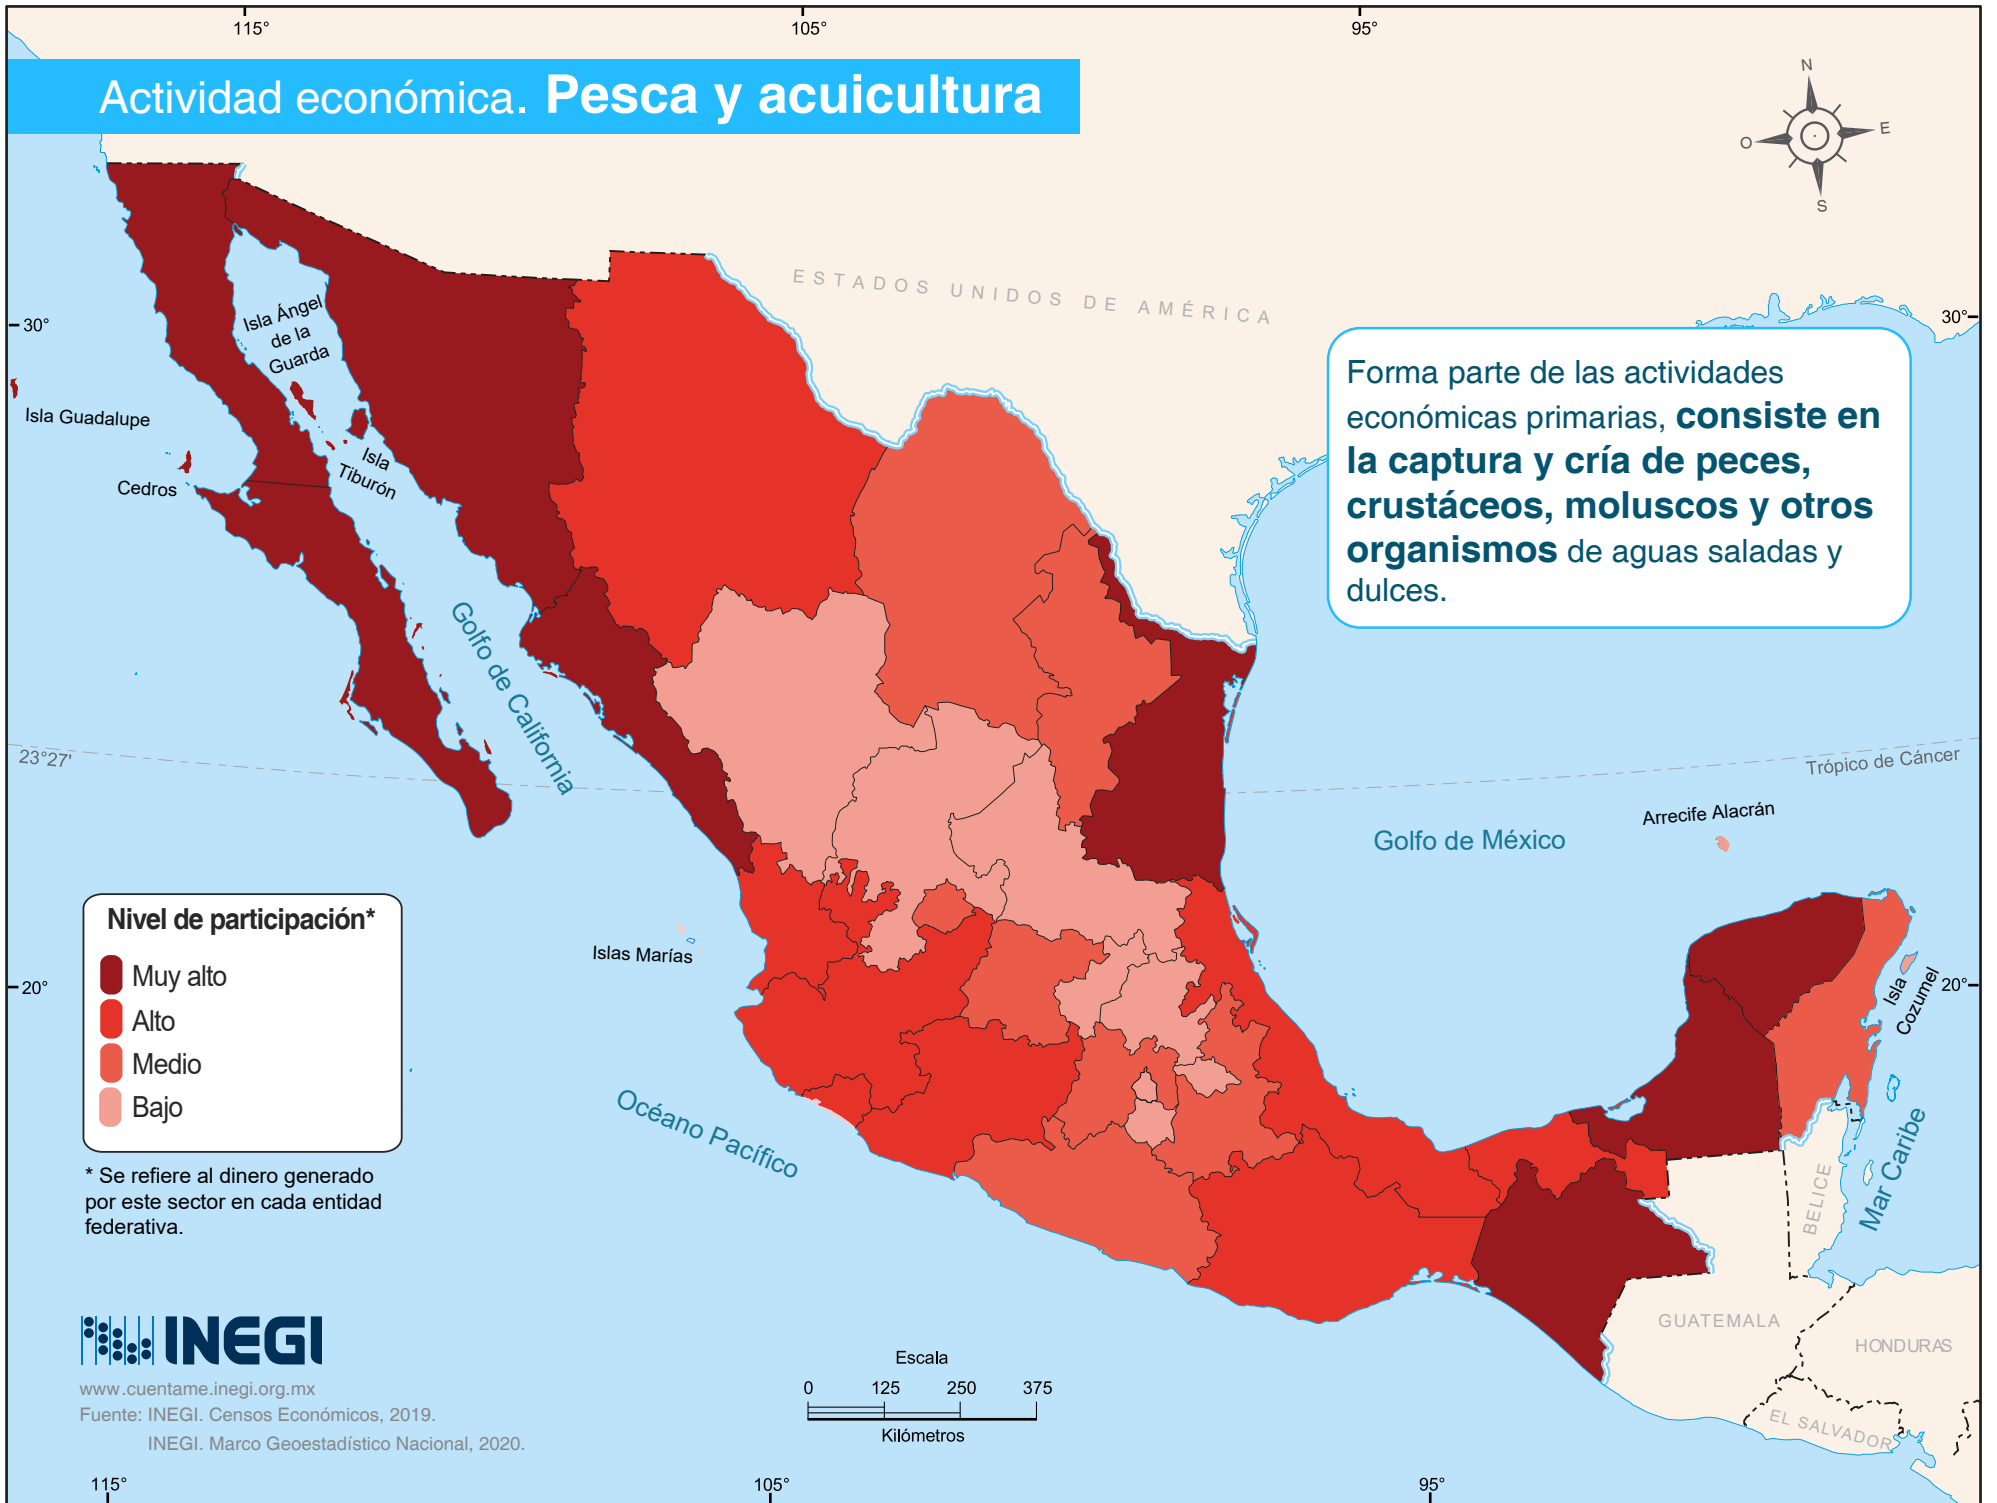 115°
105°
95°
Actividad económica. Pesca y acuicultura
N
O
E
S
ESTADOS UNIDOS DE AMÉRICA
30°
30°
Isla Ángel
de la
Guarda
Isla Guadalupe
Isla
Tiburón
Cedros
Forma parte de las actividades
económicas primarias, consiste en
la captura y cría de peces,
crustáceos, moluscos y otros
organismos de aguas saladas y
dulces.
Golfo de California
23°27'
Trópico de Cáncer
Arrecife Alacrán
Golfo de México
Nivel de participación*
Muy alto
Alto
Medio
Bajo
Islas Marías
20°
20°
Isla
Cozumel
Océano Pacífico
Mar Caribe
BELICE
* Se refiere al dinero generado
por este sector en cada entidad
federativa.
GUATEMALA
HONDURAS
EL SALVADOR
INEGI
www.cuentame.inegi.org.mx
Fuente: INEGI. Censos Económicos, 2019.
INEGI. Marco Geoestadístico Nacional, 2020.
Escala
0 125 250 375
Kilómetros
115°
105°
95°